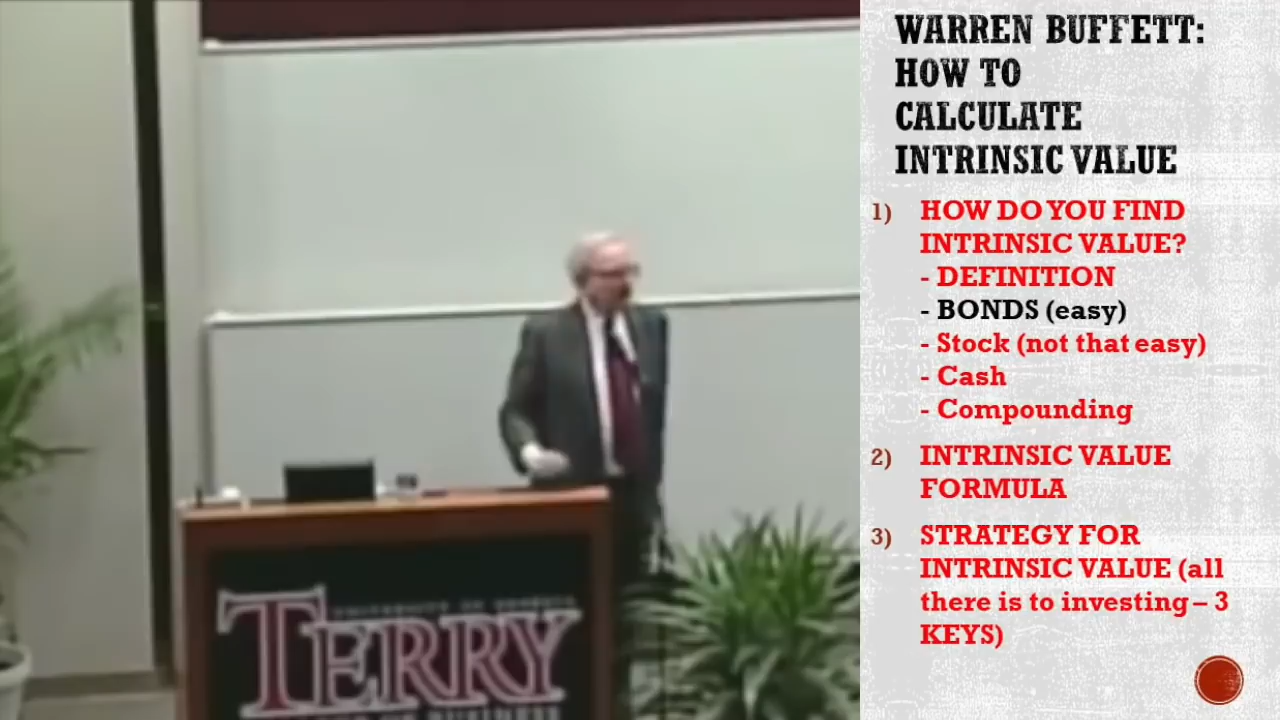 WARREN BUFFETT:
HOW TO
CALCULATE
INTRINSIC VALUE
1) HOW DO YOU FIND
INTRINSIC VALUE?
- DEFINITION
- BONDS (easy)
- Stock (not that easy)
- Cash
- Compounding
2) INTRINSIC VALUE
FORMULA
3) STRATEGY FOR
INTRINSIC VALUE (all
there is to investing – 3
KEYS)
TERRY